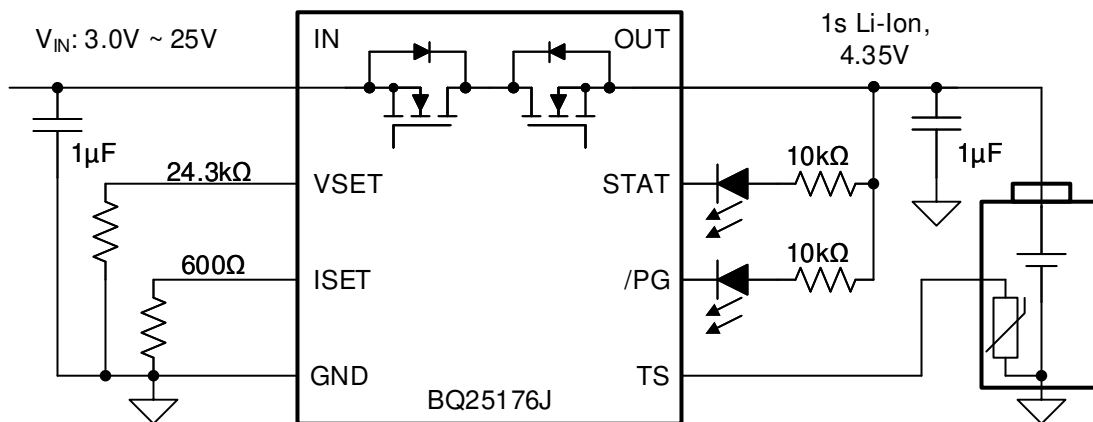 V_IN: 3.0V ~ 25V
IN
OUT
1s Li-Ion,
4.35V
1µF
24.3kΩ
VSET
STAT
10kΩ
1µF
600Ω
ISET
/PG
10kΩ
GND
TS
BQ25176J